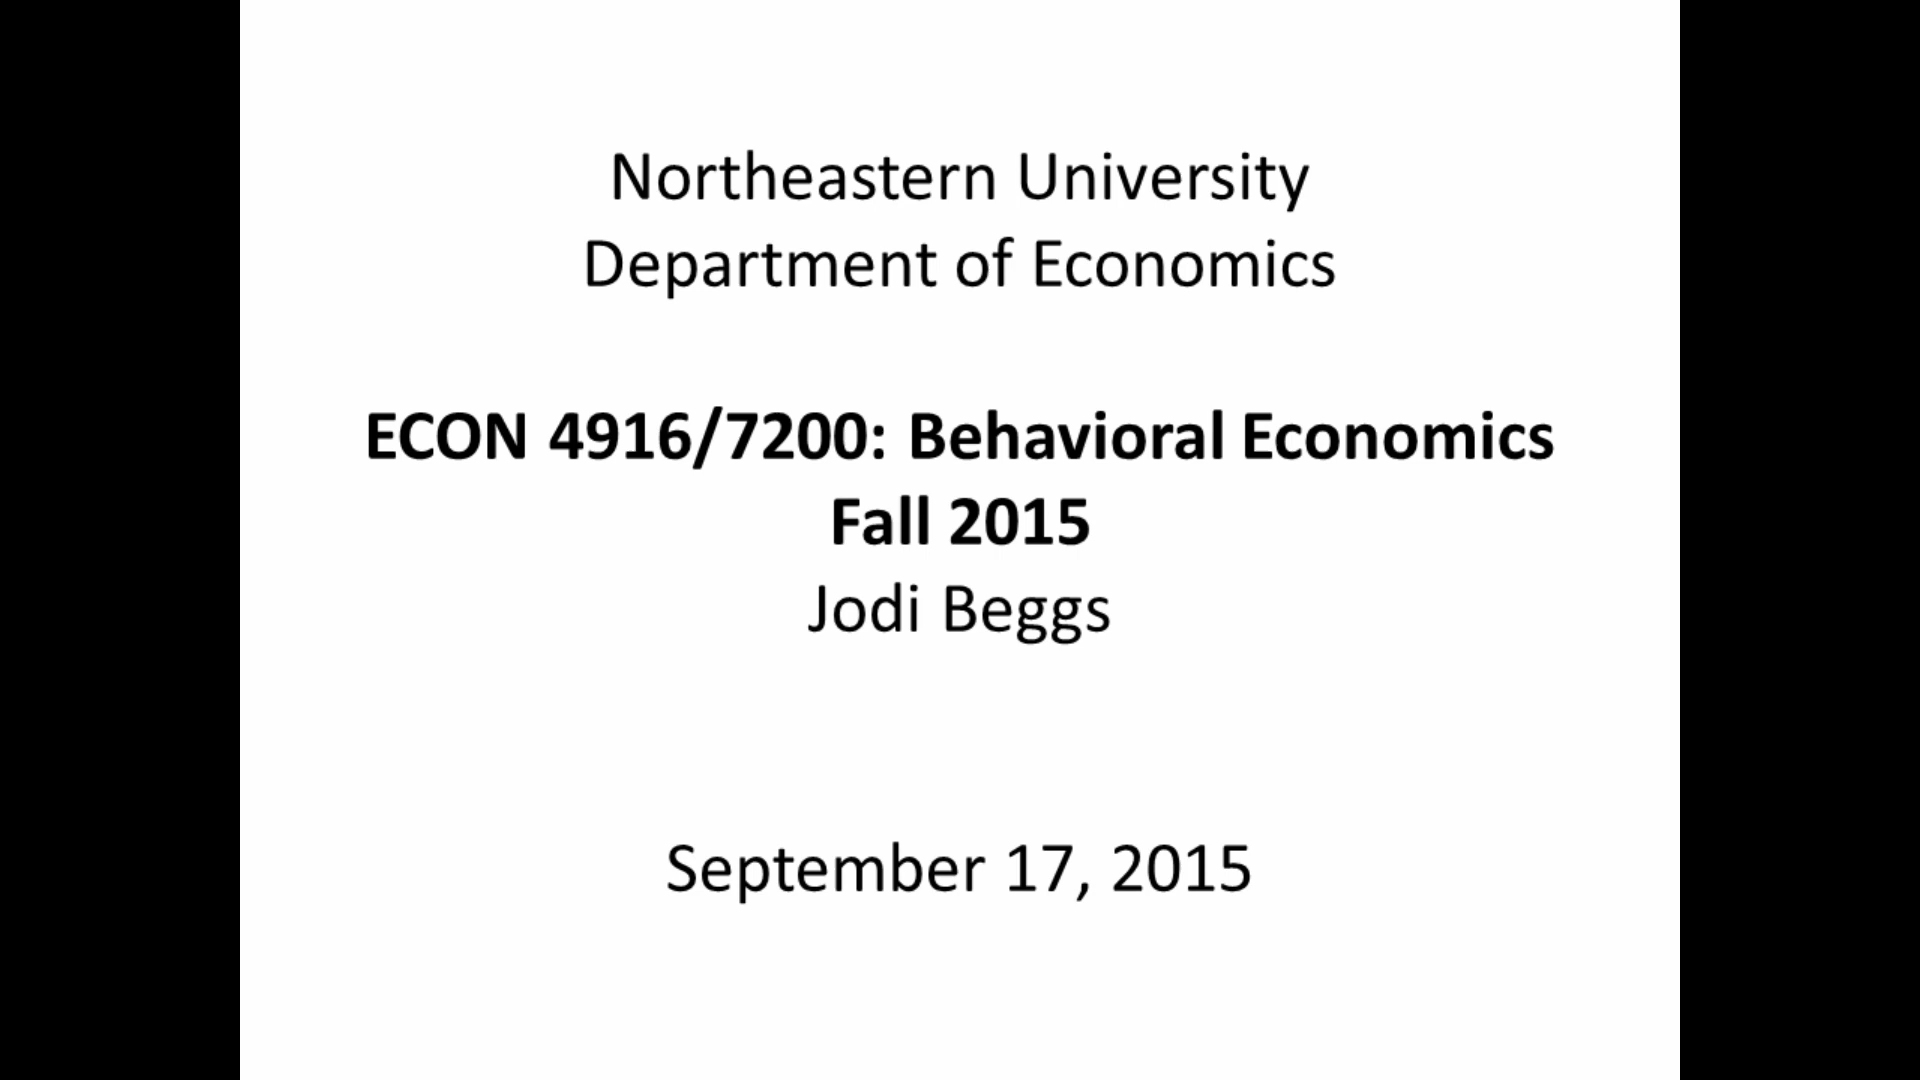 Northeastern University
Department of Economics
ECON 4916/7200: Behavioral Economics
Fall 2015
Jodi Beggs
September 17, 2015